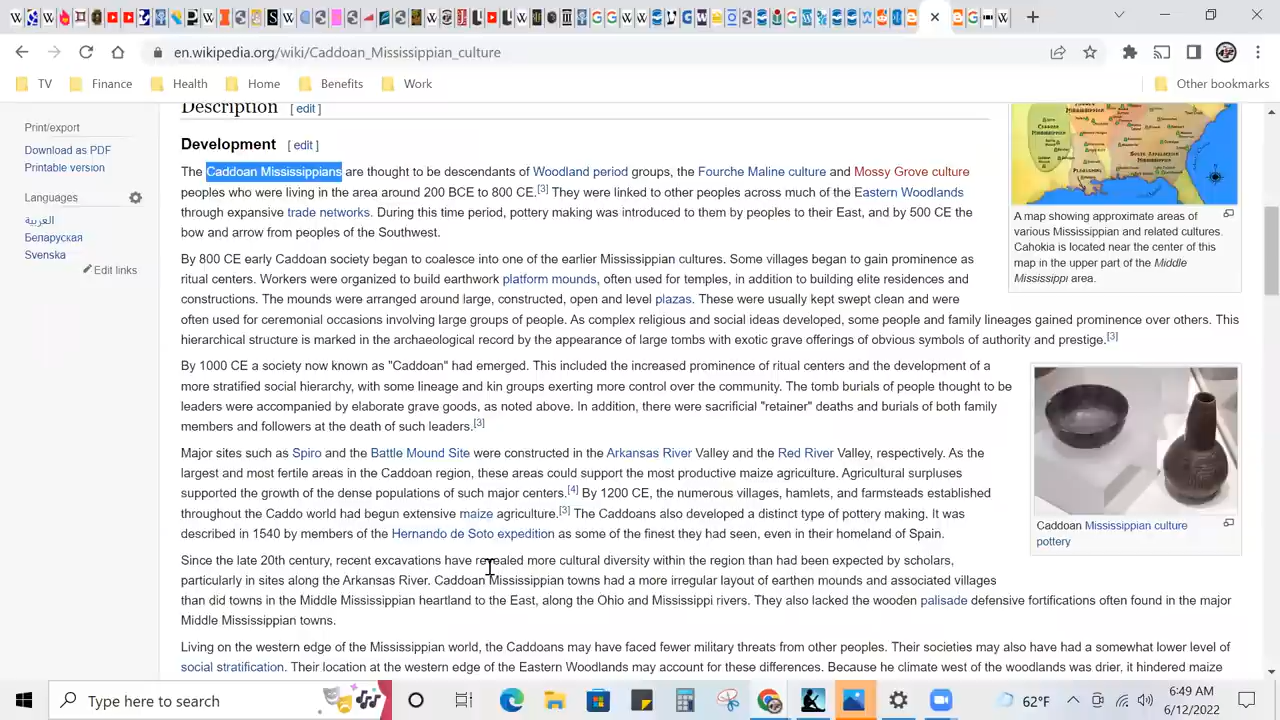 en.wikipedia.org/wiki/Caddoan_Mississippian_culture
TV Finance Health Home Benefits Work Other bookmarks
Print/export
Download as PDF
Printable version
Languages
العربية
Беларуская
Svenska
Edit links
Description [ edit ]
Development [ edit ]
The Caddoan Mississippians are thought to be descendants of Woodland period groups, the Fourche Maline culture and Mossy Grove culture
peoples who were living in the area around 200 BCE to 800 CE.[3] They were linked to other peoples across much of the Eastern Woodlands
through expansive trade networks. During this time period, pottery making was introduced to them by peoples to their East, and by 500 CE the
bow and arrow from peoples of the Southwest.
By 800 CE early Caddoan society began to coalesce into one of the earlier Mississippian cultures. Some villages began to gain prominence as
ritual centers. Workers were organized to build earthwork platform mounds, often used for temples, in addition to building elite residences and
constructions. The mounds were arranged around large, constructed, open and level plazas. These were usually kept swept clean and were
often used for ceremonial occasions involving large groups of people. As complex religious and social ideas developed, some people and family lineages gained prominence over others. This
hierarchical structure is marked in the archaeological record by the appearance of large tombs with exotic grave offerings of obvious symbols of authority and prestige.[3]
By 1000 CE a society now known as "Caddoan" had emerged. This included the increased prominence of ritual centers and the development of a
more stratified social hierarchy, with some lineage and kin groups exerting more control over the community. The tomb burials of people thought to be
leaders were accompanied by elaborate grave goods, as noted above. In addition, there were sacrificial "retainer" deaths and burials of both family
members and followers at the death of such leaders.[3]
Major sites such as Spiro and the Battle Mound Site were constructed in the Arkansas River Valley and the Red River Valley, respectively. As the
largest and most fertile areas in the Caddoan region, these areas could support the most productive maize agriculture. Agricultural surpluses
supported the growth of the dense populations of such major centers.[4] By 1200 CE, the numerous villages, hamlets, and farmsteads established
throughout the Caddo world had begun extensive maize agriculture.[3] The Caddoans also developed a distinct type of pottery making. It was
described in 1540 by members of the Hernando de Soto expedition as some of the finest they had seen, even in their homeland of Spain.
Since the late 20th century, recent excavations have revealed more cultural diversity within the region than had been expected by scholars,
particularly in sites along the Arkansas River. Caddoan Mississippian towns had a more irregular layout of earthen mounds and associated villages
than did towns in the Middle Mississippian heartland to the East, along the Ohio and Mississippi rivers. They also lacked the wooden palisade defensive fortifications often found in the major
Middle Mississippian towns.
Living on the western edge of the Mississippian world, the Caddoans may have faced fewer military threats from other peoples. Their societies may also have had a somewhat lower level of
social stratification. Their location at the western edge of the Eastern Woodlands may account for these differences. Because he climate west of the woodlands was drier, it hindered maize
A map showing approximate areas of
various Mississippian and related cultures.
Cahokia is located near the center of this
map in the upper part of the Middle
Mississippi area.
Caddoan Mississippian culture
pottery
Type here to search
62°F
6:49 AM
6/12/2022